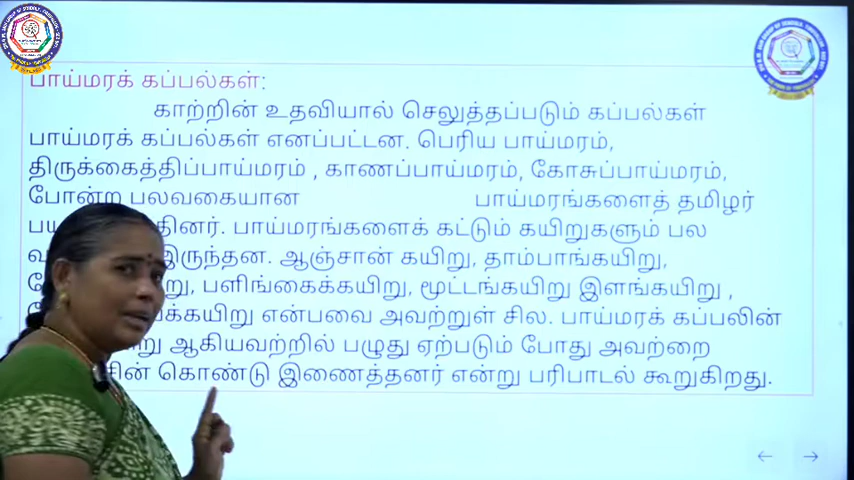 பாய்மரக் கப்பல்கள்:
காற்றின் உதவியால் செலுத்தப்படும் கப்பல்கள்
பாய்மரக் கப்பல்கள் எனப்பட்டன. பெரிய பாய்மரம்,
திருக்கைத்திப்பாய்மரம் , காணப்பாய்மரம், கோசுப்பாய்மரம்,
போன்ற பலவகையான பாய்மரங்களைத் தமிழர்
பாய்மரங்களைக் கட்டும் கயிறுகளும் பல
இருந்தன. ஆஞ்சான் கயிறு, தாம்பாங்கயிறு,
பளிங்கைக்கயிறு, மூட்டங்கயிறு இளங்கயிறு ,
என்பவை அவற்றுள் சில. பாய்மரக் கப்பலின்
ஆகியவற்றில் பழுது ஏற்படும் போது அவற்றை
கொண்டு இணைத்தனர் என்று பரிபாடல் கூறுகிறது.